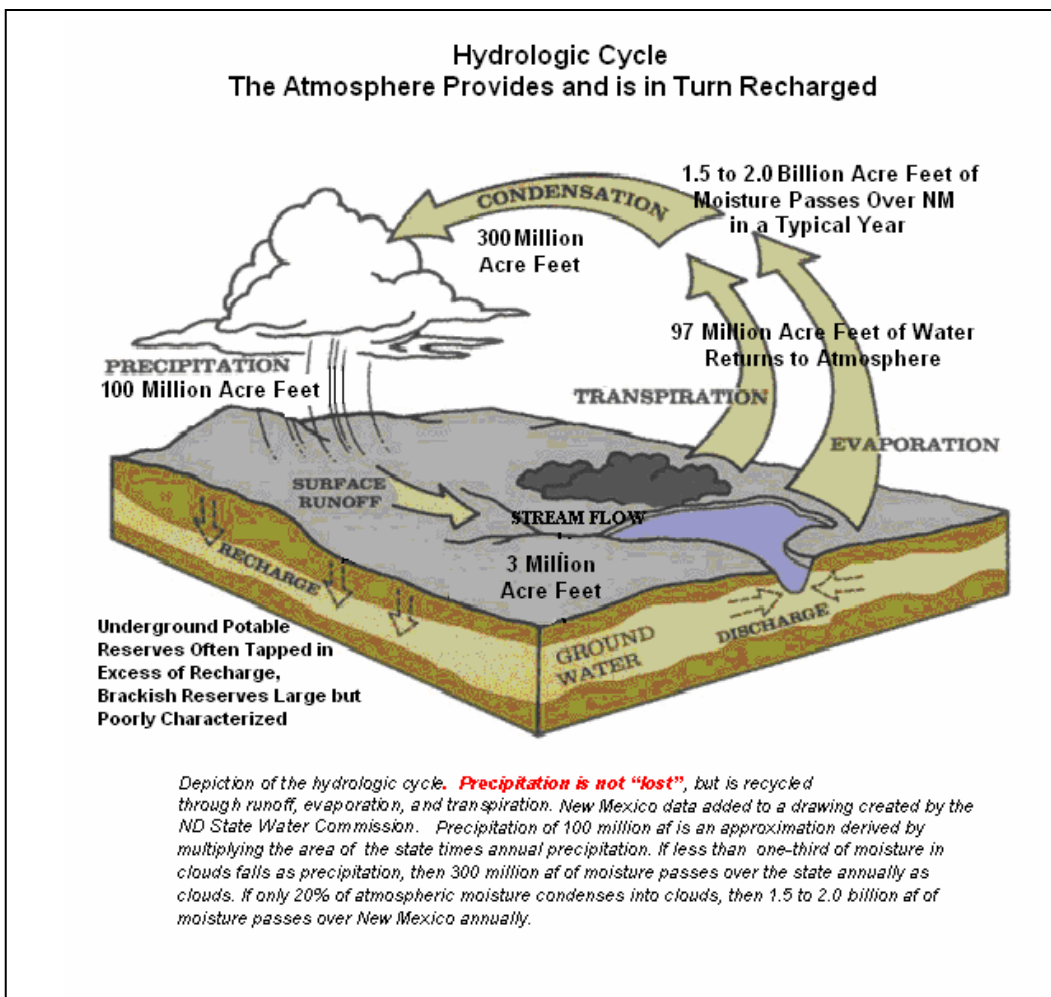 Hydrologic Cycle
The Atmosphere Provides and is in Turn Recharged
1.5 to 2.0 Billion Acre Feet of
Moisture Passes Over NM
in a Typical Year
CONDENSATION
300 Million
Acre Feet
97 Million Acre Feet of Water
Returns to Atmosphere
PRECIPITATION
100 Million Acre Feet
TRANSPIRATION
EVAPORATION
SURFACE
RUNOFF
STREAM FLOW
3 Million
Acre Feet
RECHARGE
DISCHARGE
GROUND
WATER
Underground Potable
Reserves Often Tapped in
Excess of Recharge,
Brackish Reserves Large but
Poorly Characterized
Depiction of the hydrologic cycle. Precipitation is not “lost”, but is recycled
through runoff, evaporation, and transpiration. New Mexico data added to a drawing created by the
ND State Water Commission. Precipitation of 100 million af is an approximation derived by
multiplying the area of the state times annual precipitation. If less than one-third of moisture in
clouds falls as precipitation, then 300 million af of moisture passes over the state annually as
clouds. If only 20% of atmospheric moisture condenses into clouds, then 1.5 to 2.0 billion af of
moisture passes over New Mexico annually.